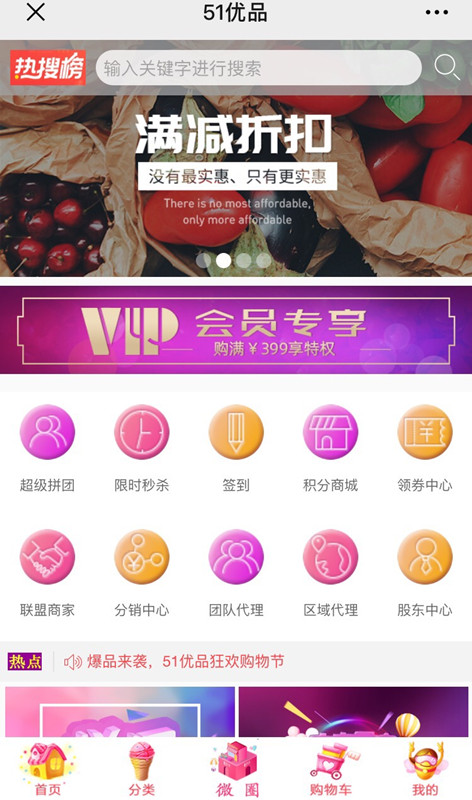 51优品
热搜榜
输入关键字进行搜索
满减折扣
没有最实惠、只有更实惠
There is no most affordable,
only more affordable
VIP 会员专享
购满￥399享特权
超级拼团 限时秒杀 签到 积分商城 领券中心
联盟商家 分销中心 团队代理 区域代理 股东中心
热点 爆品来袭，51优品狂欢购物节
首页 分类 微圈 购物车 我的